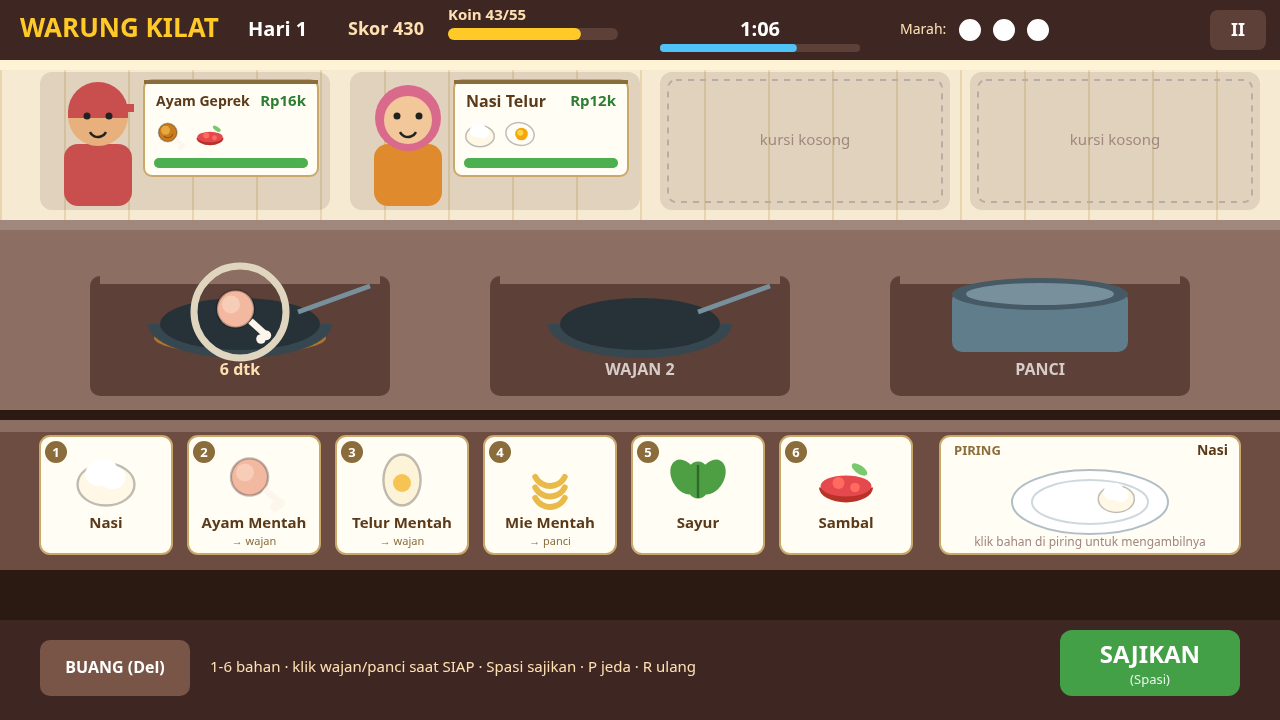 WARUNG KILAT
Hari 1
Skor 430
Koin 43/55
1:06
Marah:
II
Ayam Geprek Rp16k
Nasi Telur Rp12k
kursi kosong
kursi kosong
6 dtk
WAJAN 2
PANCI
1
Nasi
2
Ayam Mentah
→ wajan
3
Telur Mentah
→ wajan
4
Mie Mentah
→ panci
5
Sayur
6
Sambal
PIRING
Nasi
klik bahan di piring untuk mengambilnya
BUANG (Del)
1-6 bahan · klik wajan/panci saat SIAP · Spasi sajikan · P jeda · R ulang
SAJIKAN
(Spasi)